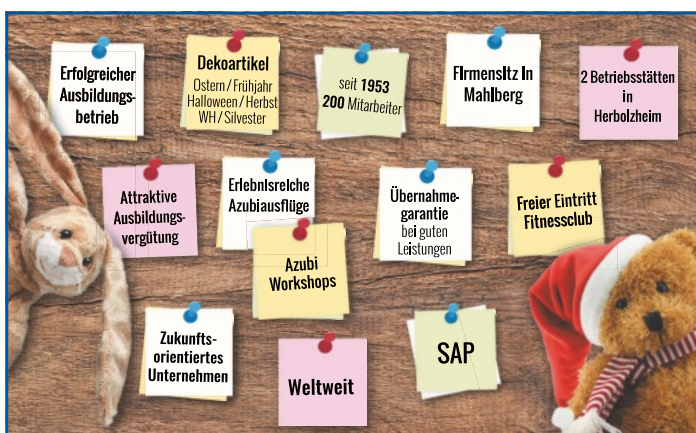 Erfolgreicher
Ausbildungs-
betrieb
Dekoartikel
Ostern / Frühjahr
Halloween / Herbst
WH / Silvester
seit 1953
200 Mitarbeiter
Firmensitz in
Mahlberg
2 Betriebsstätten
in
Herbolzheim
Attraktive
Ausbildungs-
vergütung
Erlebnisreiche
Azubiausflüge
Übernahme-
garantie
bei guten
Leistungen
Freier Eintritt
Fitnessclub
Azubi
Workshops
Zukunfts-
orientiertes
Unternehmen
Weltweit
SAP